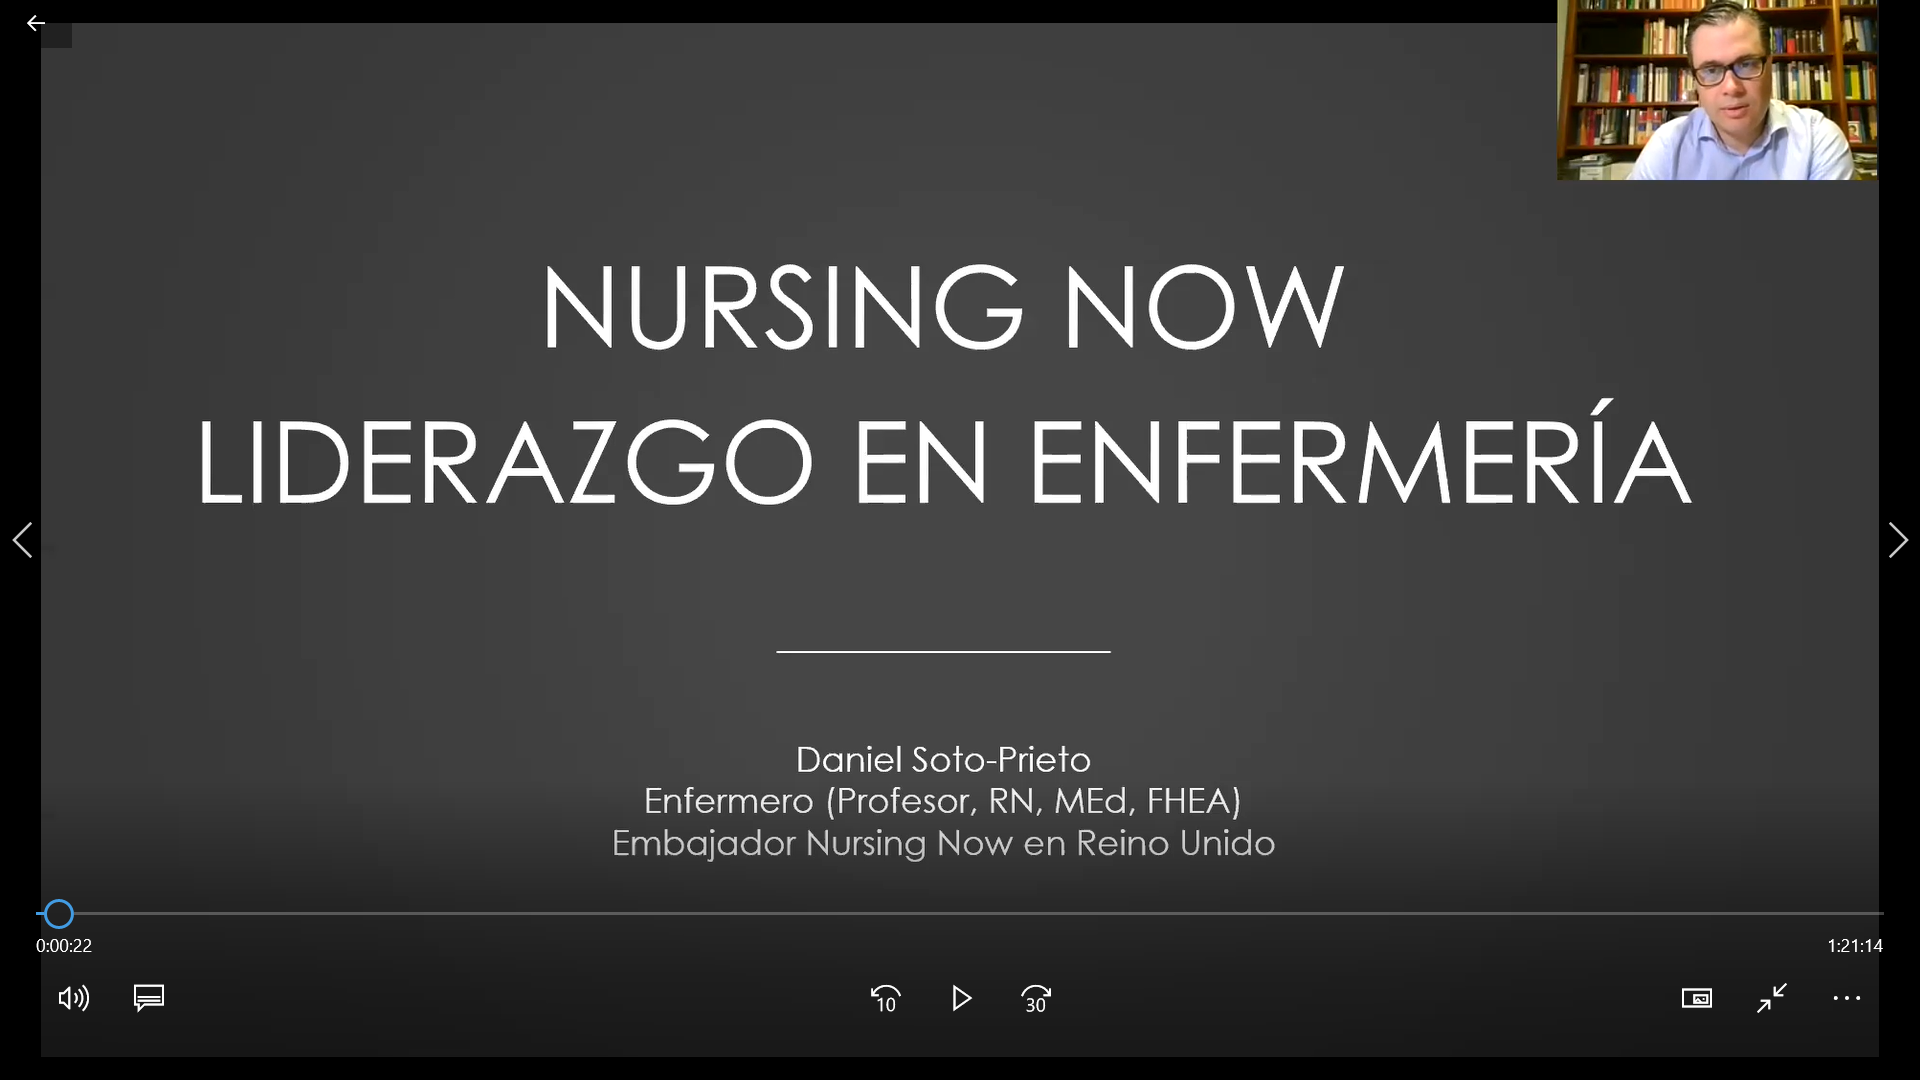 NURSING NOW
LIDERAZGO EN ENFERMERÍA
Daniel Soto-Prieto
Enfermero (Profesor, RN, MEd, FHEA)
Embajador Nursing Now en Reino Unido
0:00:22
1:21:14
10
30